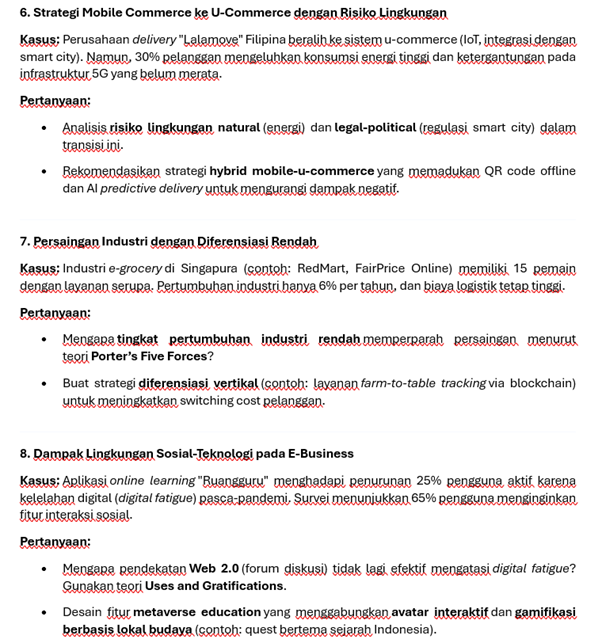 6. Strategi Mobile Commerce ke U-Commerce dengan Risiko Lingkungan
Kasus: Perusahaan delivery "Lalamove" Filipina beralih ke sistem u-commerce (IoT, integrasi dengan
smart city). Namun, 30% pelanggan mengeluhkan konsumsi energi tinggi dan ketergantungan pada
infrastruktur 5G yang belum merata.
Pertanyaan:
• Analisis risiko lingkungan natural (energi) dan legal-political (regulasi smart city) dalam
transisi ini.
• Rekomendasikan strategi hybrid mobile-u-commerce yang memadukan QR code offline
dan AI predictive delivery untuk mengurangi dampak negatif.
7. Persaingan Industri dengan Diferensiasi Rendah
Kasus: Industri e-grocery di Singapura (contoh: RedMart, FairPrice Online) memiliki 15 pemain
dengan layanan serupa. Pertumbuhan industri hanya 6% per tahun, dan biaya logistik tetap tinggi.
Pertanyaan:
• Mengapa tingkat pertumbuhan industri rendah memperparah persaingan menurut
teori Porter's Five Forces?
• Buat strategi diferensiasi vertikal (contoh: layanan farm-to-table tracking via blockchain)
untuk meningkatkan switching cost pelanggan.
8. Dampak Lingkungan Sosial-Teknologi pada E-Business
Kasus: Aplikasi online learning "Ruangguru" menghadapi penurunan 25% pengguna aktif karena
kelelahan digital (digital fatigue) pasca-pandemi. Survei menunjukkan 65% pengguna menginginkan
fitur interaksi sosial.
Pertanyaan:
• Mengapa pendekatan Web 2.0 (forum diskusi) tidak lagi efektif mengatasi digital fatigue?
Gunakan teori Uses and Gratifications.
• Desain fitur metaverse education yang menggabungkan avatar interaktif dan gamifikasi
berbasis lokal budaya (contoh: quest bertema sejarah Indonesia).